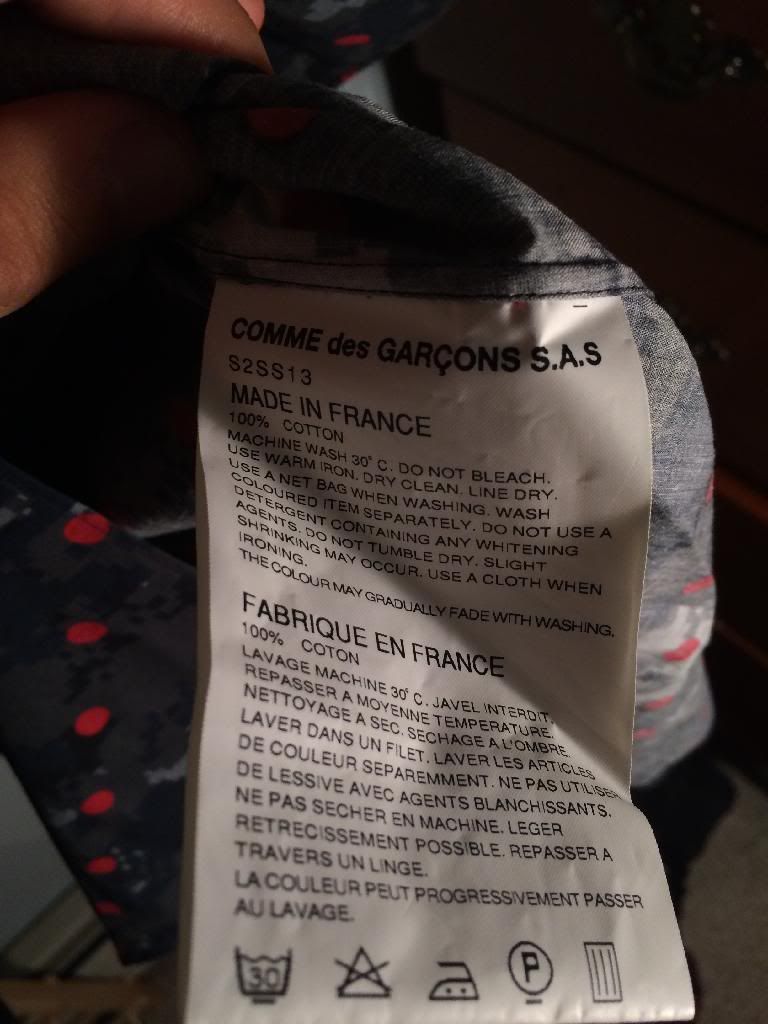 COMME des GARÇONS S.A.S
S2SS13
MADE IN FRANCE
100% COTTON
MACHINE WASH 30° C. DO NOT BLEACH.
USE WARM IRON. DRY CLEAN. LINE DRY.
USE A NET BAG WHEN WASHING. WASH
COLOURED ITEM SEPARATELY. DO NOT USE A
DETERGENT CONTAINING ANY WHITENING
AGENTS. DO NOT TUMBLE DRY. SLIGHT
SHRINKING MAY OCCUR. USE A CLOTH WHEN
IRONING.
THE COLOUR MAY GRADUALLY FADE WITH WASHING.
FABRIQUE EN FRANCE
100% COTON
LAVAGE MACHINE 30° C. JAVEL INTERDIT.
REPASSER A MOYENNE TEMPERATURE.
NETTOYAGE A SEC. SECHAGE A L'OMBRE.
LAVER DANS UN FILET. LAVER LES ARTICLES
DE COULEUR SEPAREMMENT. NE PAS UTILISER
DE LESSIVE AVEC AGENTS BLANCHISSANTS.
NE PAS SECHER EN MACHINE. LEGER
RETRECISSEMENT POSSIBLE. REPASSER A
TRAVERS UN LINGE.
LA COULEUR PEUT PROGRESSIVEMENT PASSER
AU LAVAGE.
30 P